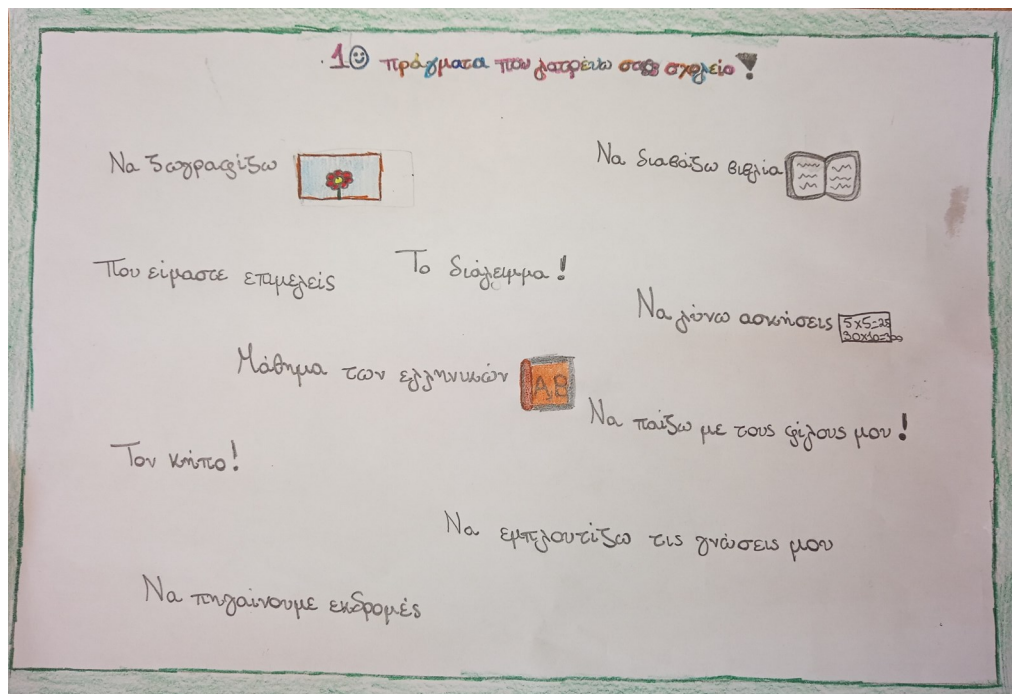 10 πράγματα που λατρεύω στο σχολείο!
Να ζωγραφίζω
Να διαβάζω βιβλία
Που είμαστε επιμελείς
Το διάλειμμα!
Να λύνω ασκήσεις
5x5=25
30x10=300
Μάθημα των ελληνικών
ΑΒ
Να παίζω με τους φίλους μου!
Τον κήπο!
Να εμπλουτίζω τις γνώσεις μου
Να πηγαίνουμε εκδρομές